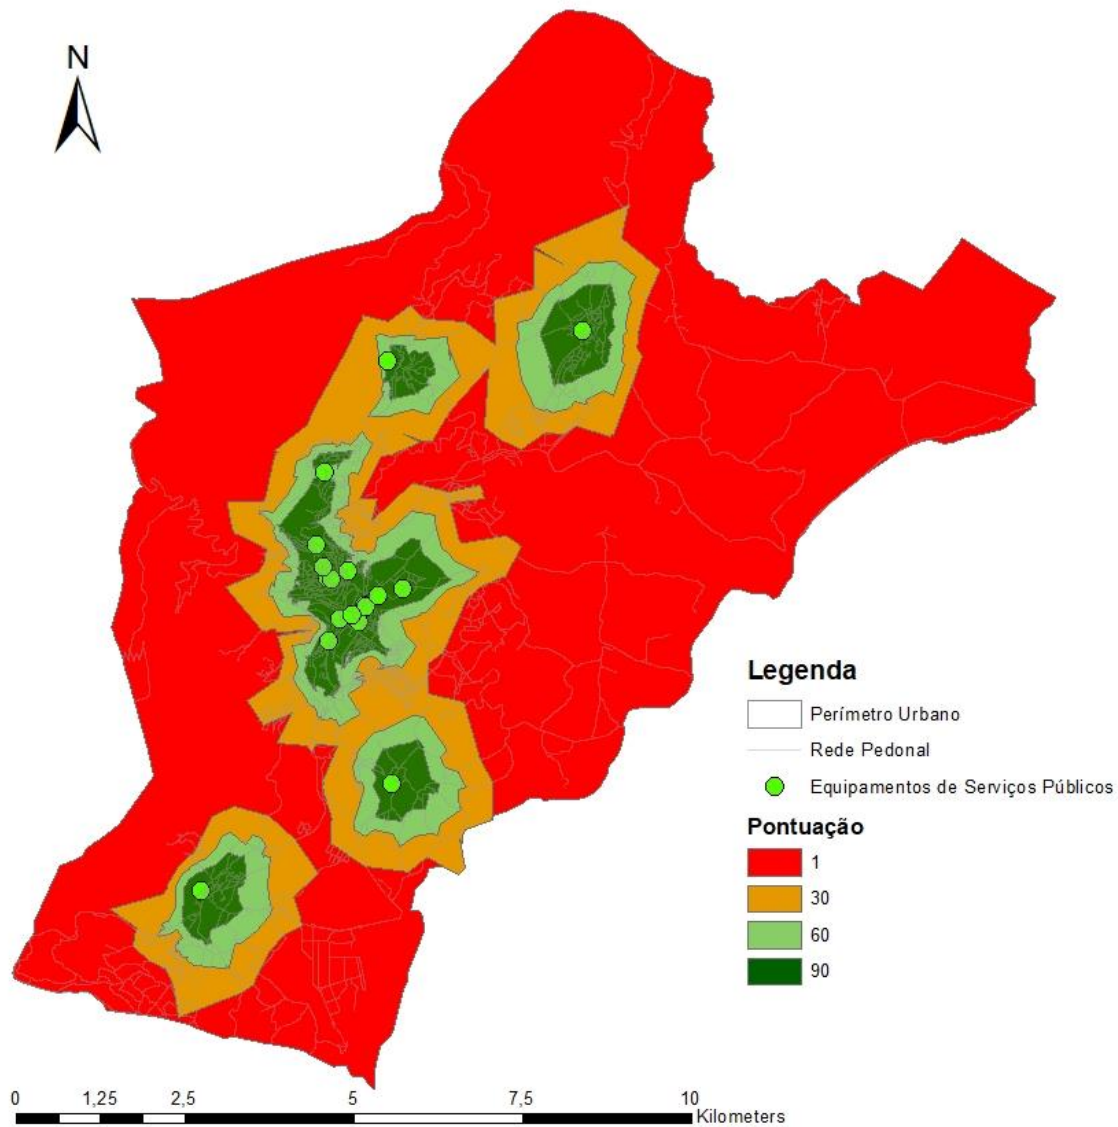 N
Legenda
Perímetro Urbano
Rede Pedonal
Equipamentos de Serviços Públicos
Pontuação
1
30
60
90
0 1,25 2,5 5 7,5 10
Kilometers